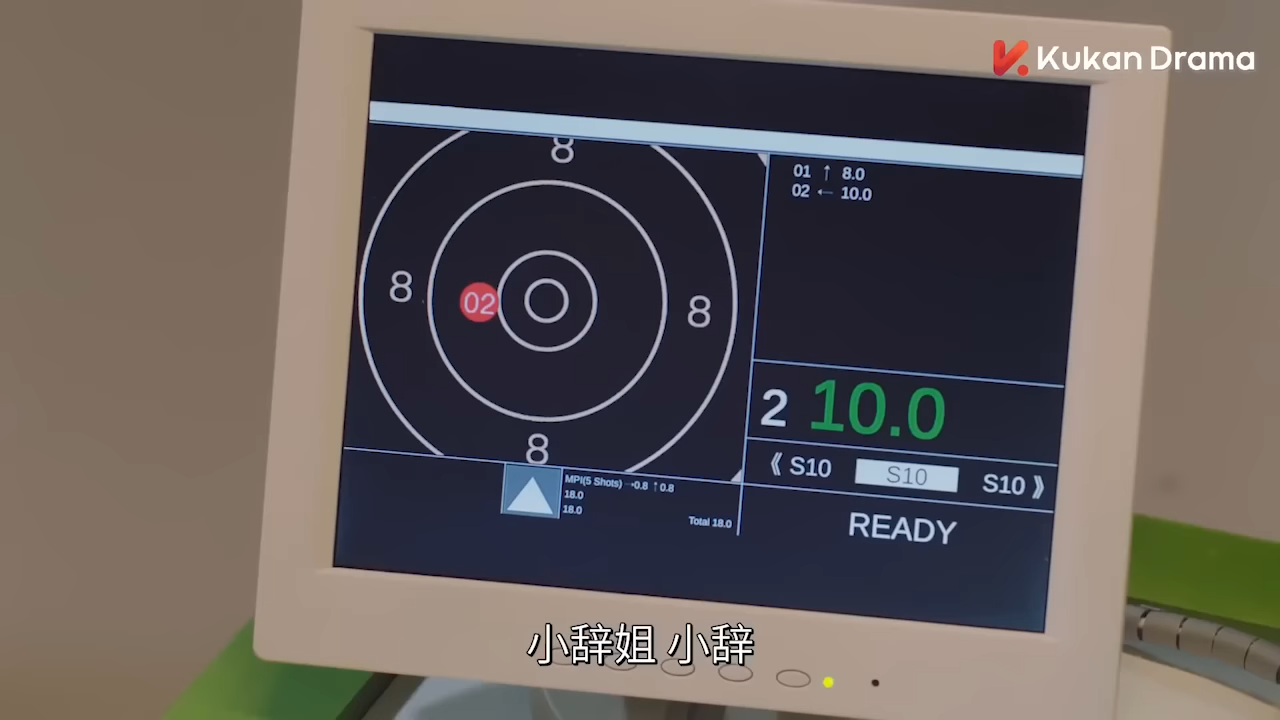 Kukan Drama
8
8
02
8
8
01 ↑ 8.0
02 ← 10.0
2 10.0
《 S10
S10
S10 》
MPI(5 Shots) →0.8 ↑0.8
18.0
18.0
Total 18.0
READY
小辞姐 小辞